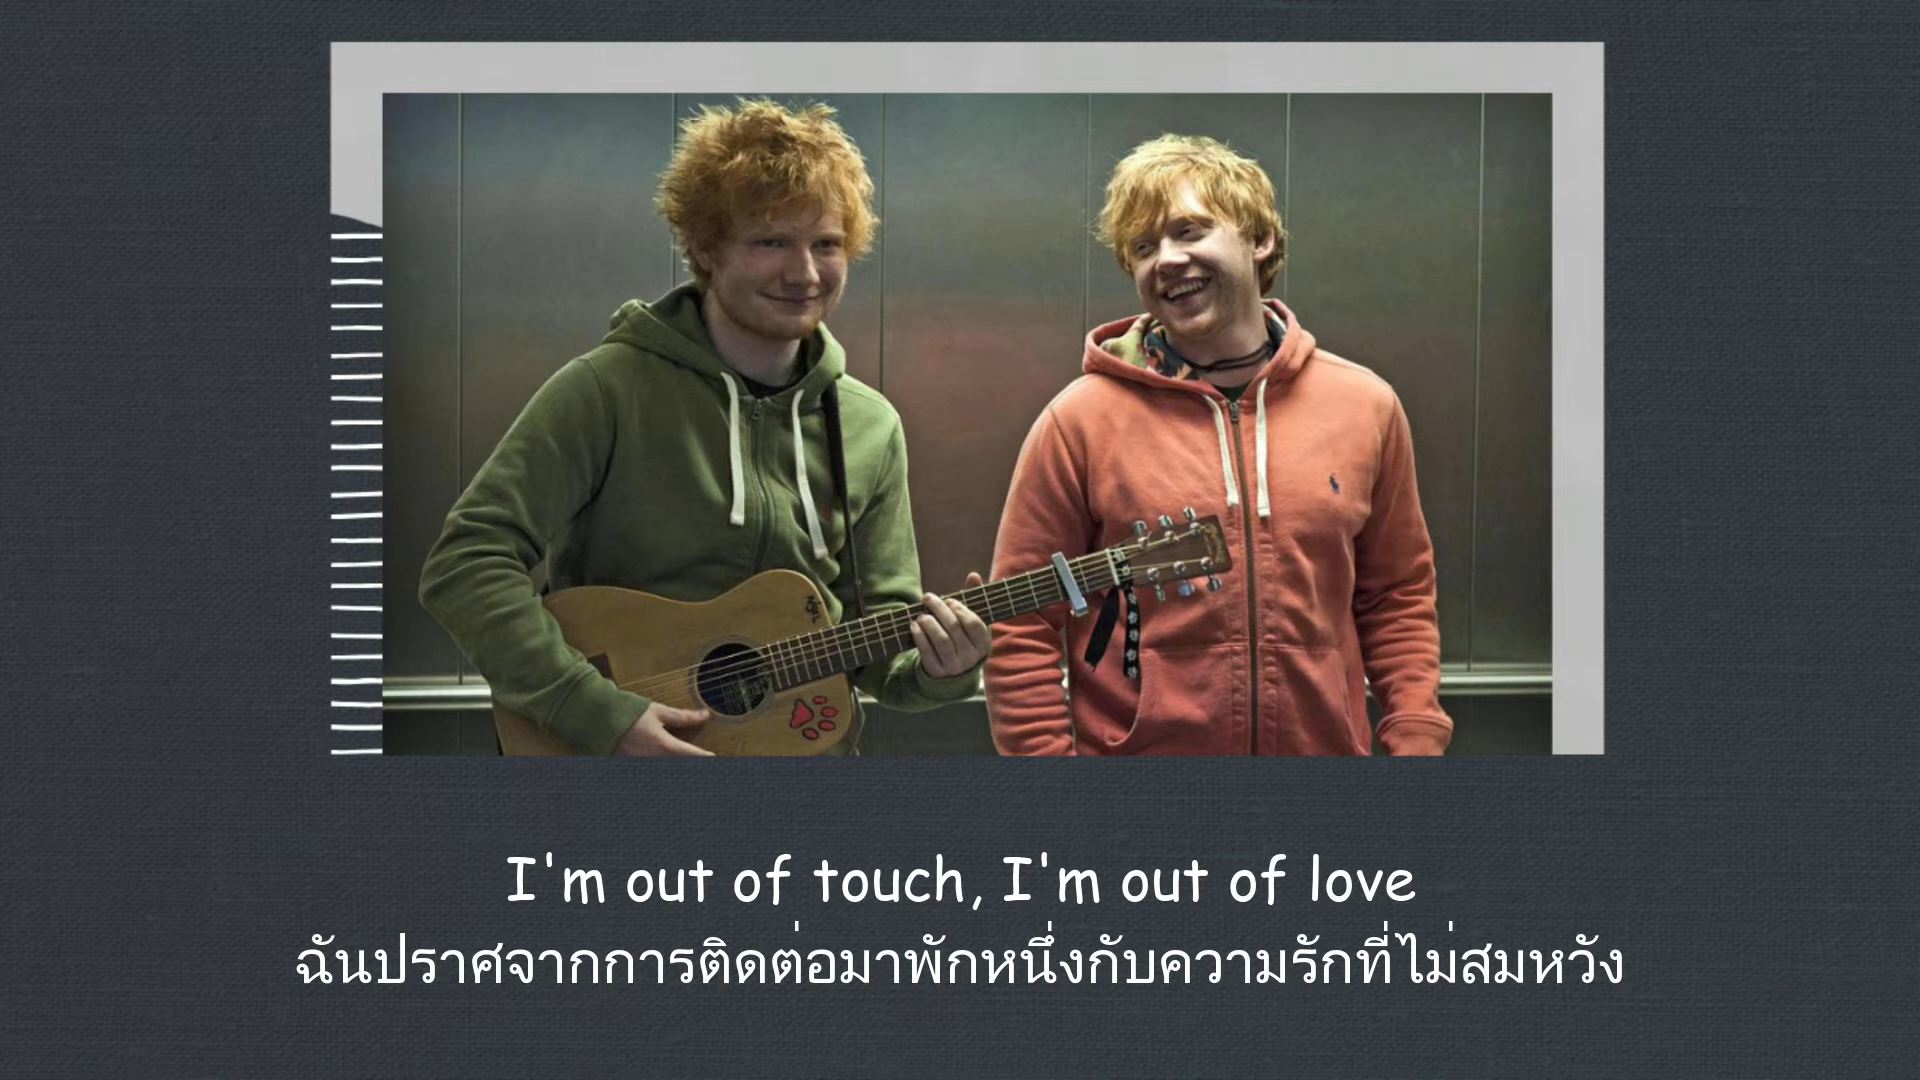 I'm out of touch, I'm out of love
ฉันปราศจากการติดต่อมาพักหนึ่งกับความรักที่ไม่สมหวัง